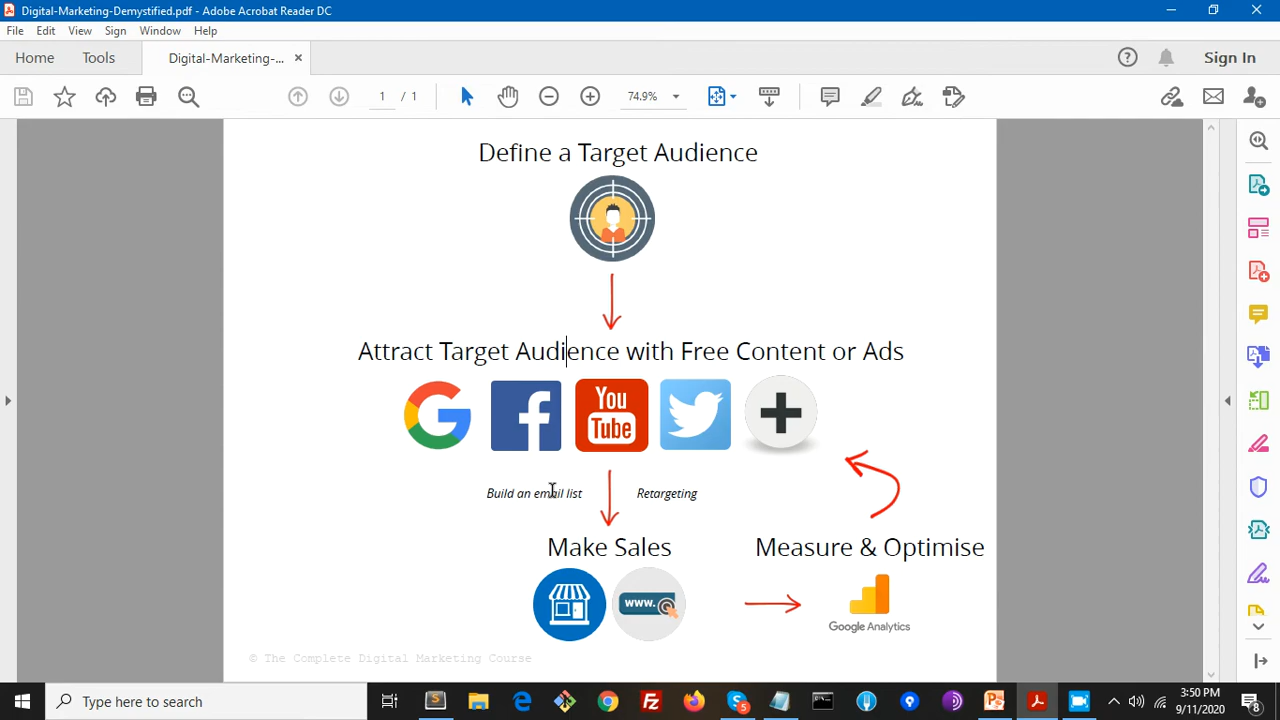 Digital-Marketing-Demystified.pdf - Adobe Acrobat Reader DC
File Edit View Sign Window Help
Home Tools Digital-Marketing-... × Sign In
1 / 1 74.9%
Define a Target Audience
Attract Target Audience with Free Content or Ads
G f You Tube
Build an email list Retargeting
Make Sales Measure & Optimise
www.
Google Analytics
© The Complete Digital Marketing Course
Type here to search
S 5 3:50 PM
9/11/2020 8